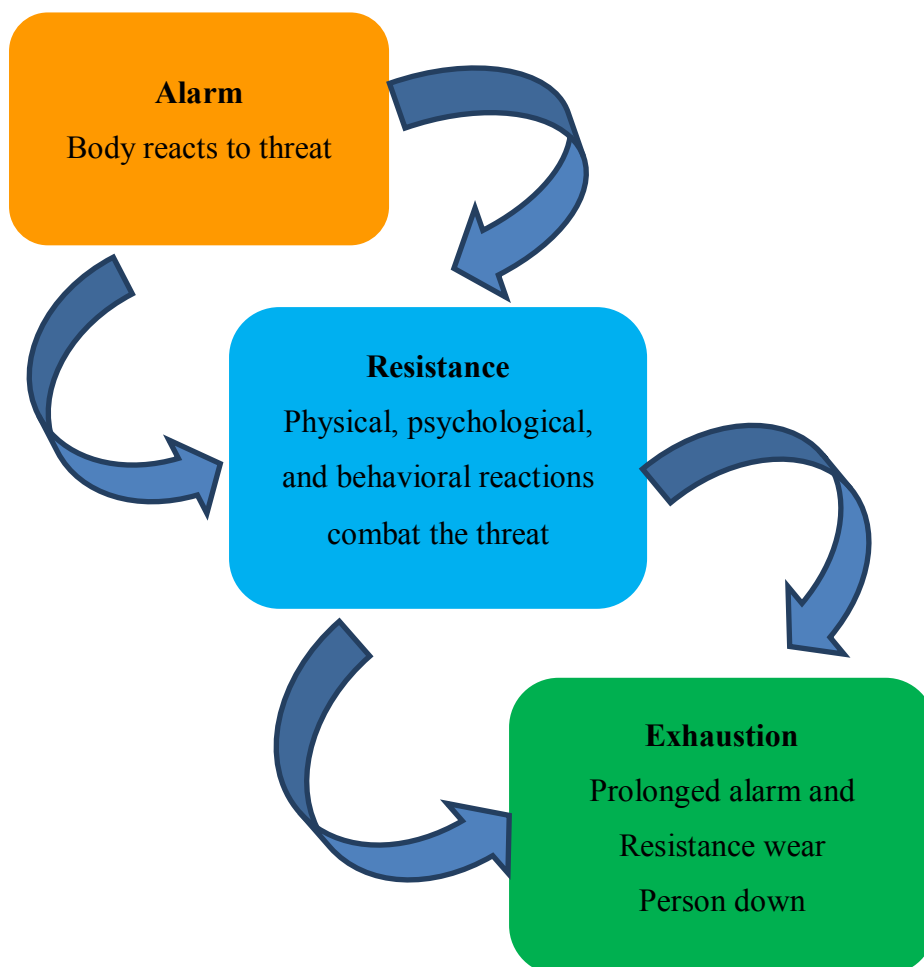 Alarm
Body reacts to threat
Resistance
Physical, psychological,
and behavioral reactions
combat the threat
Exhaustion
Prolonged alarm and
Resistance wear
Person down